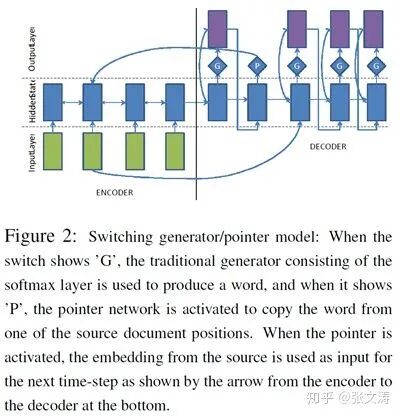 OutputLayer
G
P
G
G
G
HiddenState
InputLayer
ENCODER
DECODER
Figure 2: Switching generator/pointer model: When the
switch shows 'G', the traditional generator consisting of the
softmax layer is used to produce a word, and when it shows
'P', the pointer network is activated to copy the word from
one of the source document positions. When the pointer is
activated, the embedding from the source is used as input for
the next time-step as shown by the arrow from the encoder to
the decoder at the bottom.
知乎 @张文涛